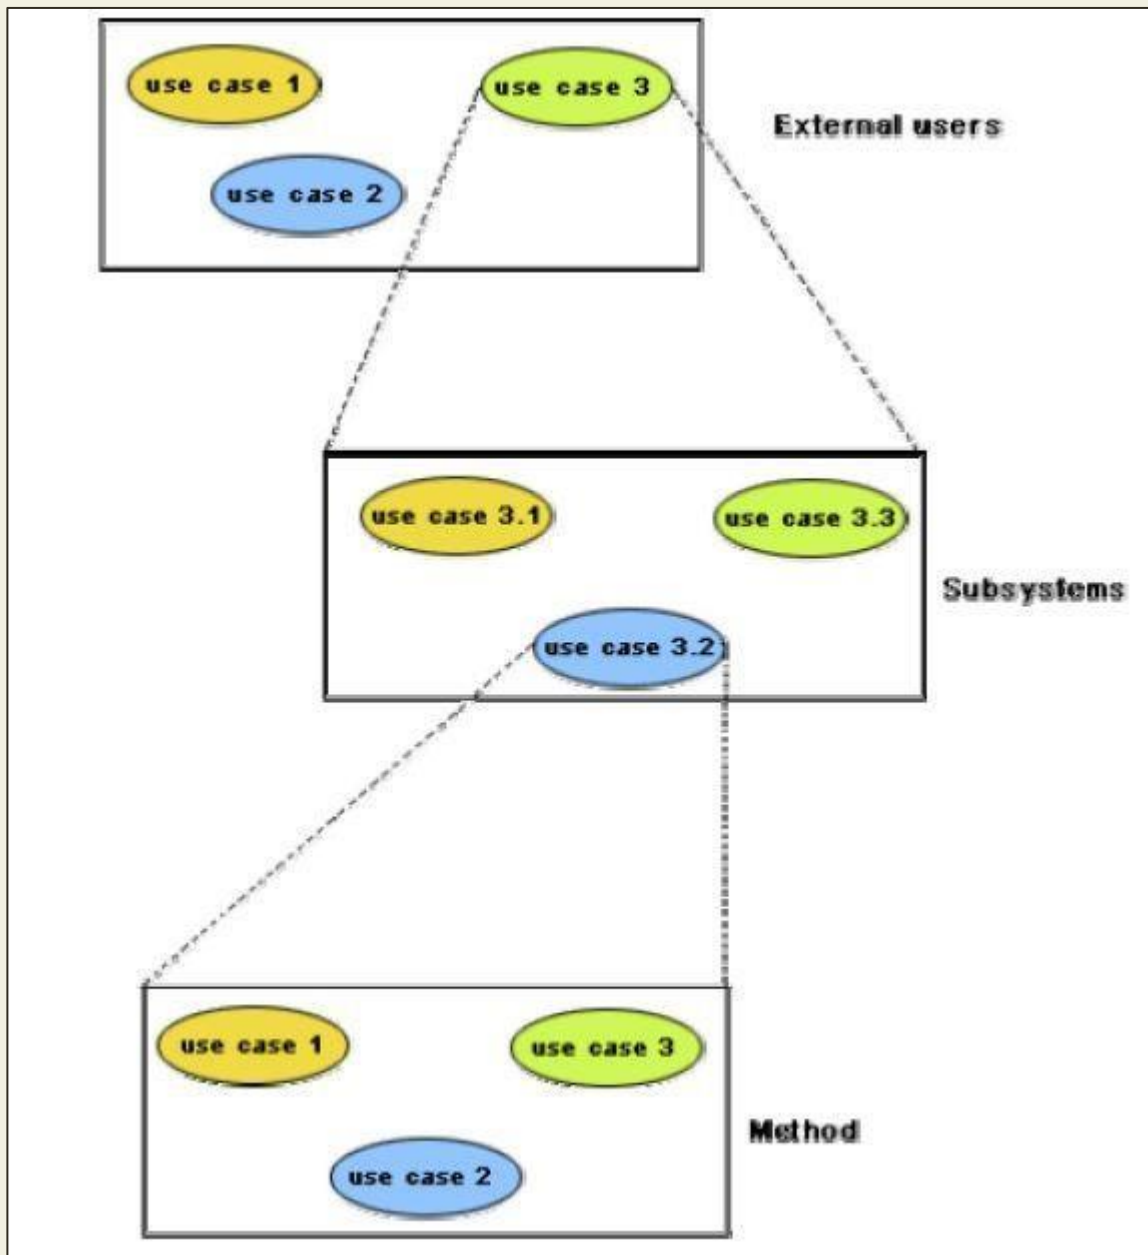 use case 1
use case 3
External users
use case 2
use case 3.1
use case 3.3
Subsystems
use case 3.2
use case 1
use case 3
Method
use case 2